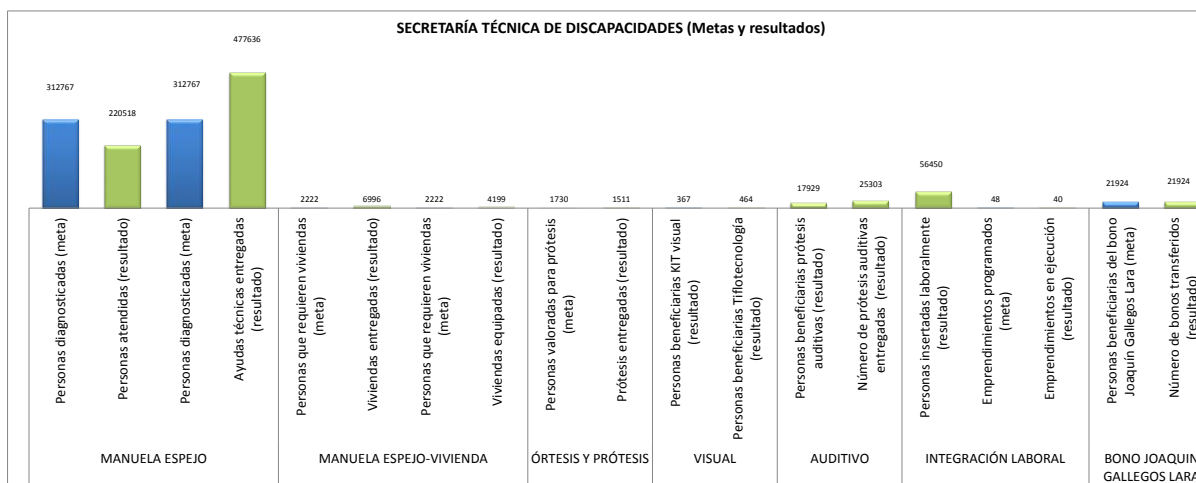 SECRETARÍA TÉCNICA DE DISCAPACIDADES (Metas y resultados)
312767
220518
312767
477636
2222
6996
2222
4199
1730
1511
367
464
17929
25303
56450
48
40
21924
21924
Personas diagnosticadas (meta)
Personas atendidas (resultado)
Personas diagnosticadas (meta)
Ayudas técnicas entregadas
(resultado)
Personas que requieren viviendas
(meta)
Viviendas entregadas (resultado)
Personas que requieren viviendas
(meta)
Viviendas equipadas (resultado)
Personas valoradas para prótesis
(meta)
Prótesis entregadas (resultado)
Personas beneficiarias KIT visual
(resultado)
Personas beneficiarias Tiflotecnología
(resultado)
Personas beneficiarias prótesis
auditivas (resultado)
Número de prótesis auditivas
entregadas (resultado)
Personas insertadas laboralmente
(resultado)
Emprendimientos programados
(meta)
Emprendimientos en ejecución
(resultado)
Personas beneficiarias del bono
Joaquín Gallegos Lara (meta)
Número de bonos transferidos
(resultado)
MANUELA ESPEJO
MANUELA ESPEJO-VIVIENDA
ÓRTESIS Y PRÓTESIS
VISUAL
AUDITIVO
INTEGRACIÓN LABORAL
BONO JOAQUIN
GALLEGOS LARA